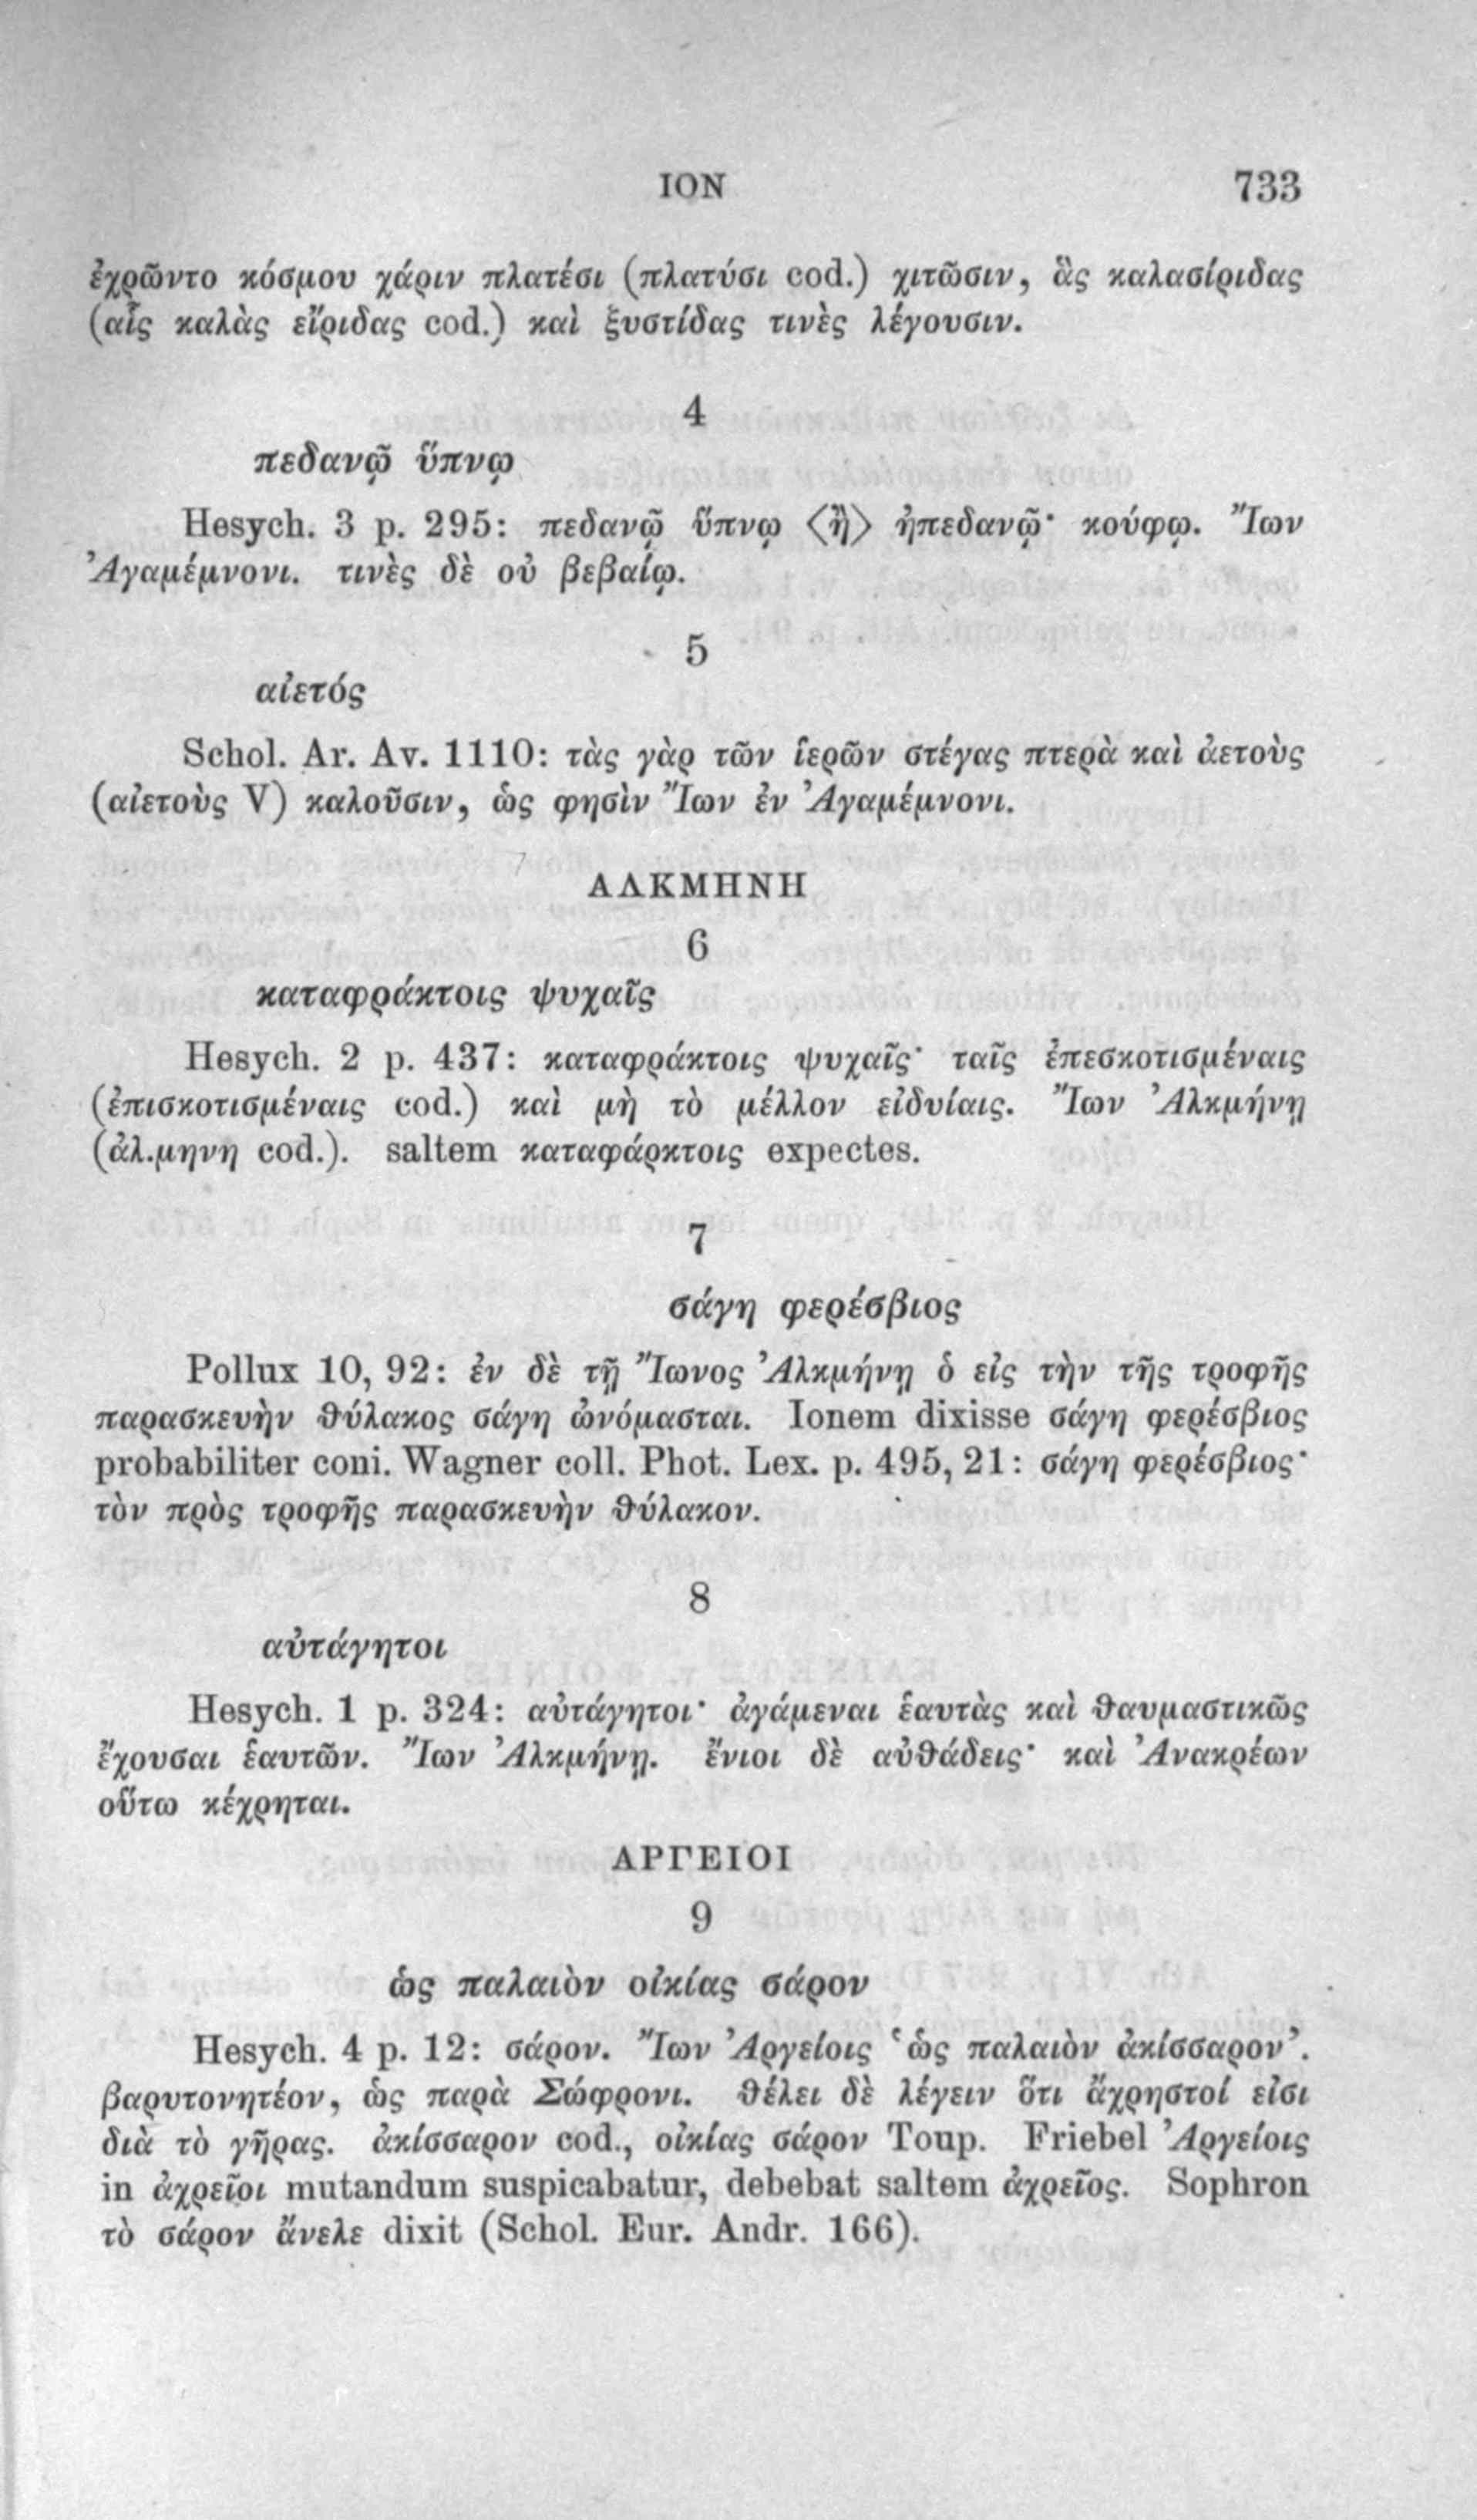 ION 733
ἐχρῶντο κόσμου χάριν πλατέσι (πλατύσι cod.) χιτῶσιν, ἃς καλασίριδας
(αἷς καλὰς εἴριδας cod.) καὶ ξυστίδας τινὲς λέγουσιν.
4
πεδανῷ ὕπνῳ
Hesych. 3 p. 295: πεδανῷ ὕπνῳ ⟨ἢ⟩ ἠπεδανῷ· κούφῳ. Ἴων
Ἀγαμέμνονι. τινὲς δὲ οὐ βεβαίῳ.
5
αἰετός
Schol. Ar. Av. 1110: τὰς γὰρ τῶν ἱερῶν στέγας πτερὰ καὶ ἀετοὺς
(αἰετοὺς V) καλοῦσιν, ὥς φησὶν Ἴων ἐν Ἀγαμέμνονι.
ΑΛΚΜΗΝΗ
6
καταφράκτοις ψυχαῖς
Hesych. 2 p. 437: καταφράκτοις ψυχαῖς· ταῖς ἐπεσκοτισμέναις
(ἐπισκοτισμέναις cod.) καὶ μὴ τὸ μέλλον εἰδυίαις. Ἴων Ἀλκμήνῃ
(ἀλ.μηνη cod.). saltem καταφάρκτοις expectes.
7
σάγη φερέσβιος
Pollux 10, 92: ἐν δὲ τῇ Ἴωνος Ἀλκμήνῃ ὁ εἰς τὴν τῆς τροφῆς
παρασκευὴν θύλακος σάγη ὠνόμασται. Ionem dixisse σάγη φερέσβιος
probabiliter coni. Wagner coll. Phot. Lex. p. 495, 21: σάγη φερέσβιος·
τὸν πρὸς τροφῆς παρασκευὴν θύλακον.
8
αὐτάγητοι
Hesych. 1 p. 324: αὐτάγητοι· ἀγάμεναι ἑαυτὰς καὶ θαυμαστικῶς
ἔχουσαι ἑαυτῶν. Ἴων Ἀλκμήνῃ. ἔνιοι δὲ αὐθάδεις· καὶ Ἀνακρέων
οὕτω κέχρηται.
ΑΡΓΕΙΟΙ
9
ὡς παλαιὸν οἰκίας σάρον
Hesych. 4 p. 12: σάρον. Ἴων Ἀργείοις ‘ὡς παλαιὸν ἀκίσσαρον’.
βαρυτονητέον, ὡς παρὰ Σώφρονι. θέλει δὲ λέγειν ὅτι ἄχρηστοί εἰσι
διὰ τὸ γῆρας. ἀκίσσαρον cod., οἰκίας σάρον Toup. Friebel Ἀργείοις
in ἀχρεῖοι mutandum suspicabatur, debebat saltem ἀχρεῖος. Sophron
τὸ σάρον ἄνελε dixit (Schol. Eur. Andr. 166).